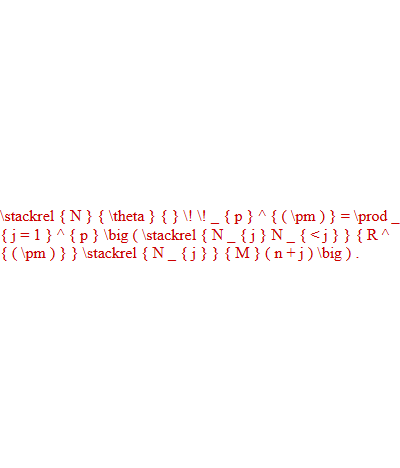 \stackrel { N } { \theta } { } \! \! _ { p } ^ { ( \pm ) } = \prod _
{ j = 1 } ^ { p } \big ( \stackrel { N _ { j } N _ { < j } } { R ^
{ ( \pm ) } } \stackrel { N _ { j } } { M } ( n + j ) \big ) .